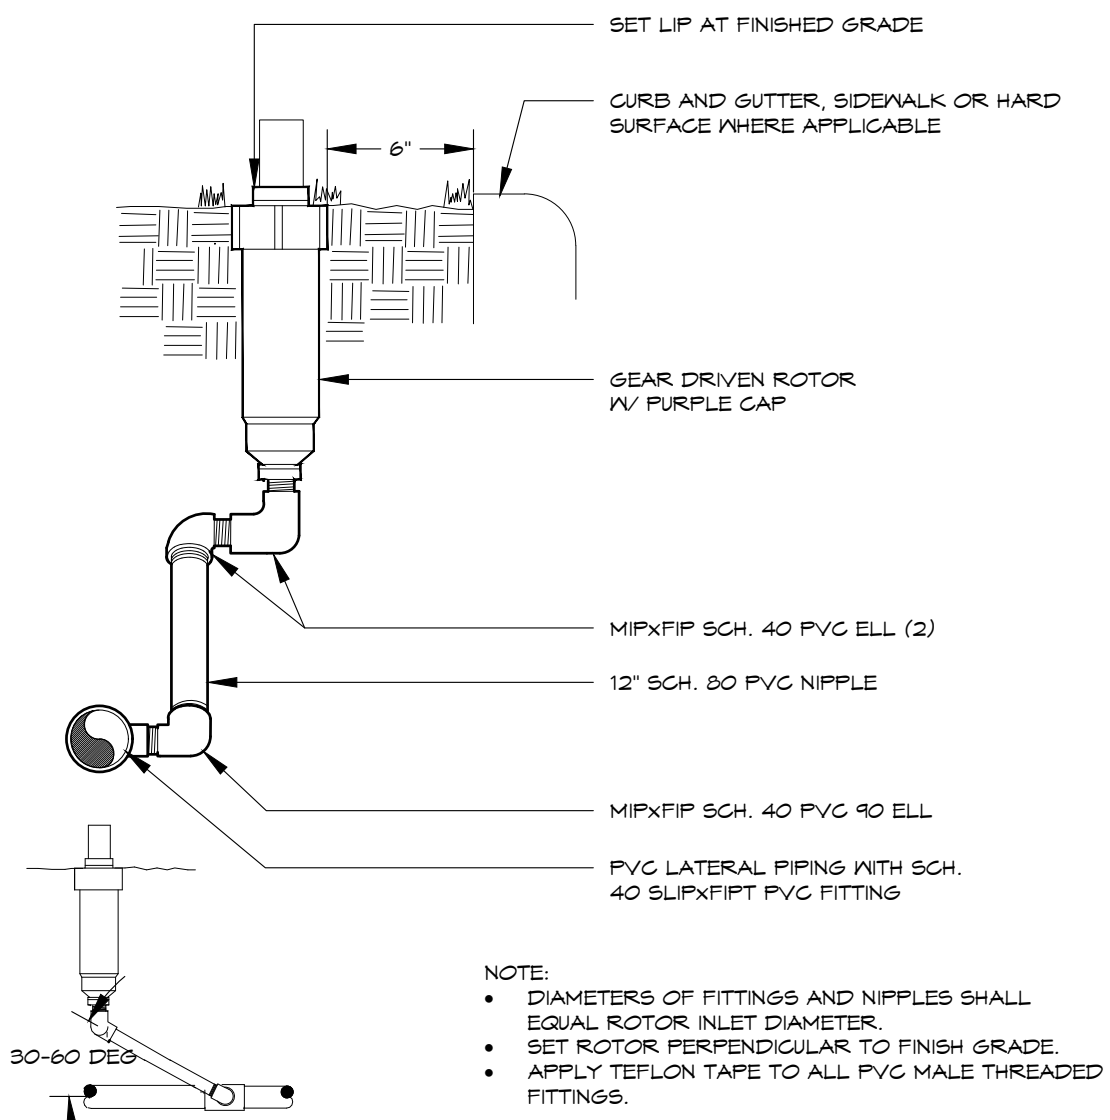 SET LIP AT FINISHED GRADE
CURB AND GUTTER, SIDEWALK OR HARD
SURFACE WHERE APPLICABLE
6"
GEAR DRIVEN ROTOR
W/ PURPLE CAP
MIPxFIP SCH. 40 PVC ELL (2)
12" SCH. 80 PVC NIPPLE
MIPxFIP SCH. 40 PVC 90 ELL
PVC LATERAL PIPING WITH SCH.
40 SLIPxFIPT PVC FITTING
30-60 DEG
NOTE:
• DIAMETERS OF FITTINGS AND NIPPLES SHALL
EQUAL ROTOR INLET DIAMETER.
• SET ROTOR PERPENDICULAR TO FINISH GRADE.
• APPLY TEFLON TAPE TO ALL PVC MALE THREADED
FITTINGS.